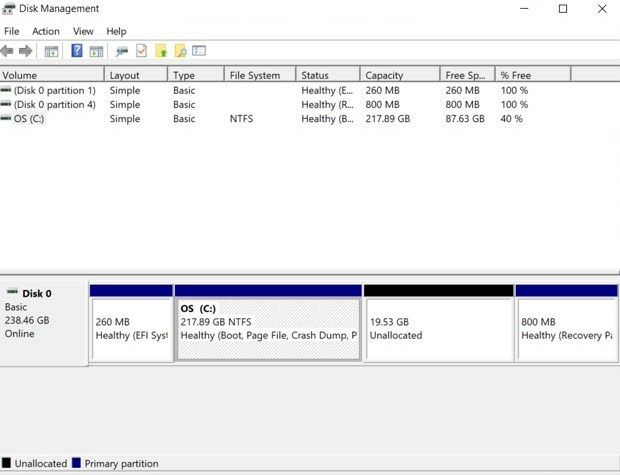 Disk Management
File Action View Help
Volume Layout Type File System Status Capacity Free Sp... % Free
(Disk 0 partition 1) Simple Basic Healthy (E... 260 MB 260 MB 100 %
(Disk 0 partition 4) Simple Basic Healthy (R... 800 MB 800 MB 100 %
OS (C:) Simple Basic NTFS Healthy (B... 217.89 GB 87.63 GB 40 %
Disk 0
Basic
238.46 GB
Online
260 MB
Healthy (EFI Syst
OS (C:)
217.89 GB NTFS
Healthy (Boot, Page File, Crash Dump, P
19.53 GB
Unallocated
800 MB
Healthy (Recovery Pa
Unallocated Primary partition